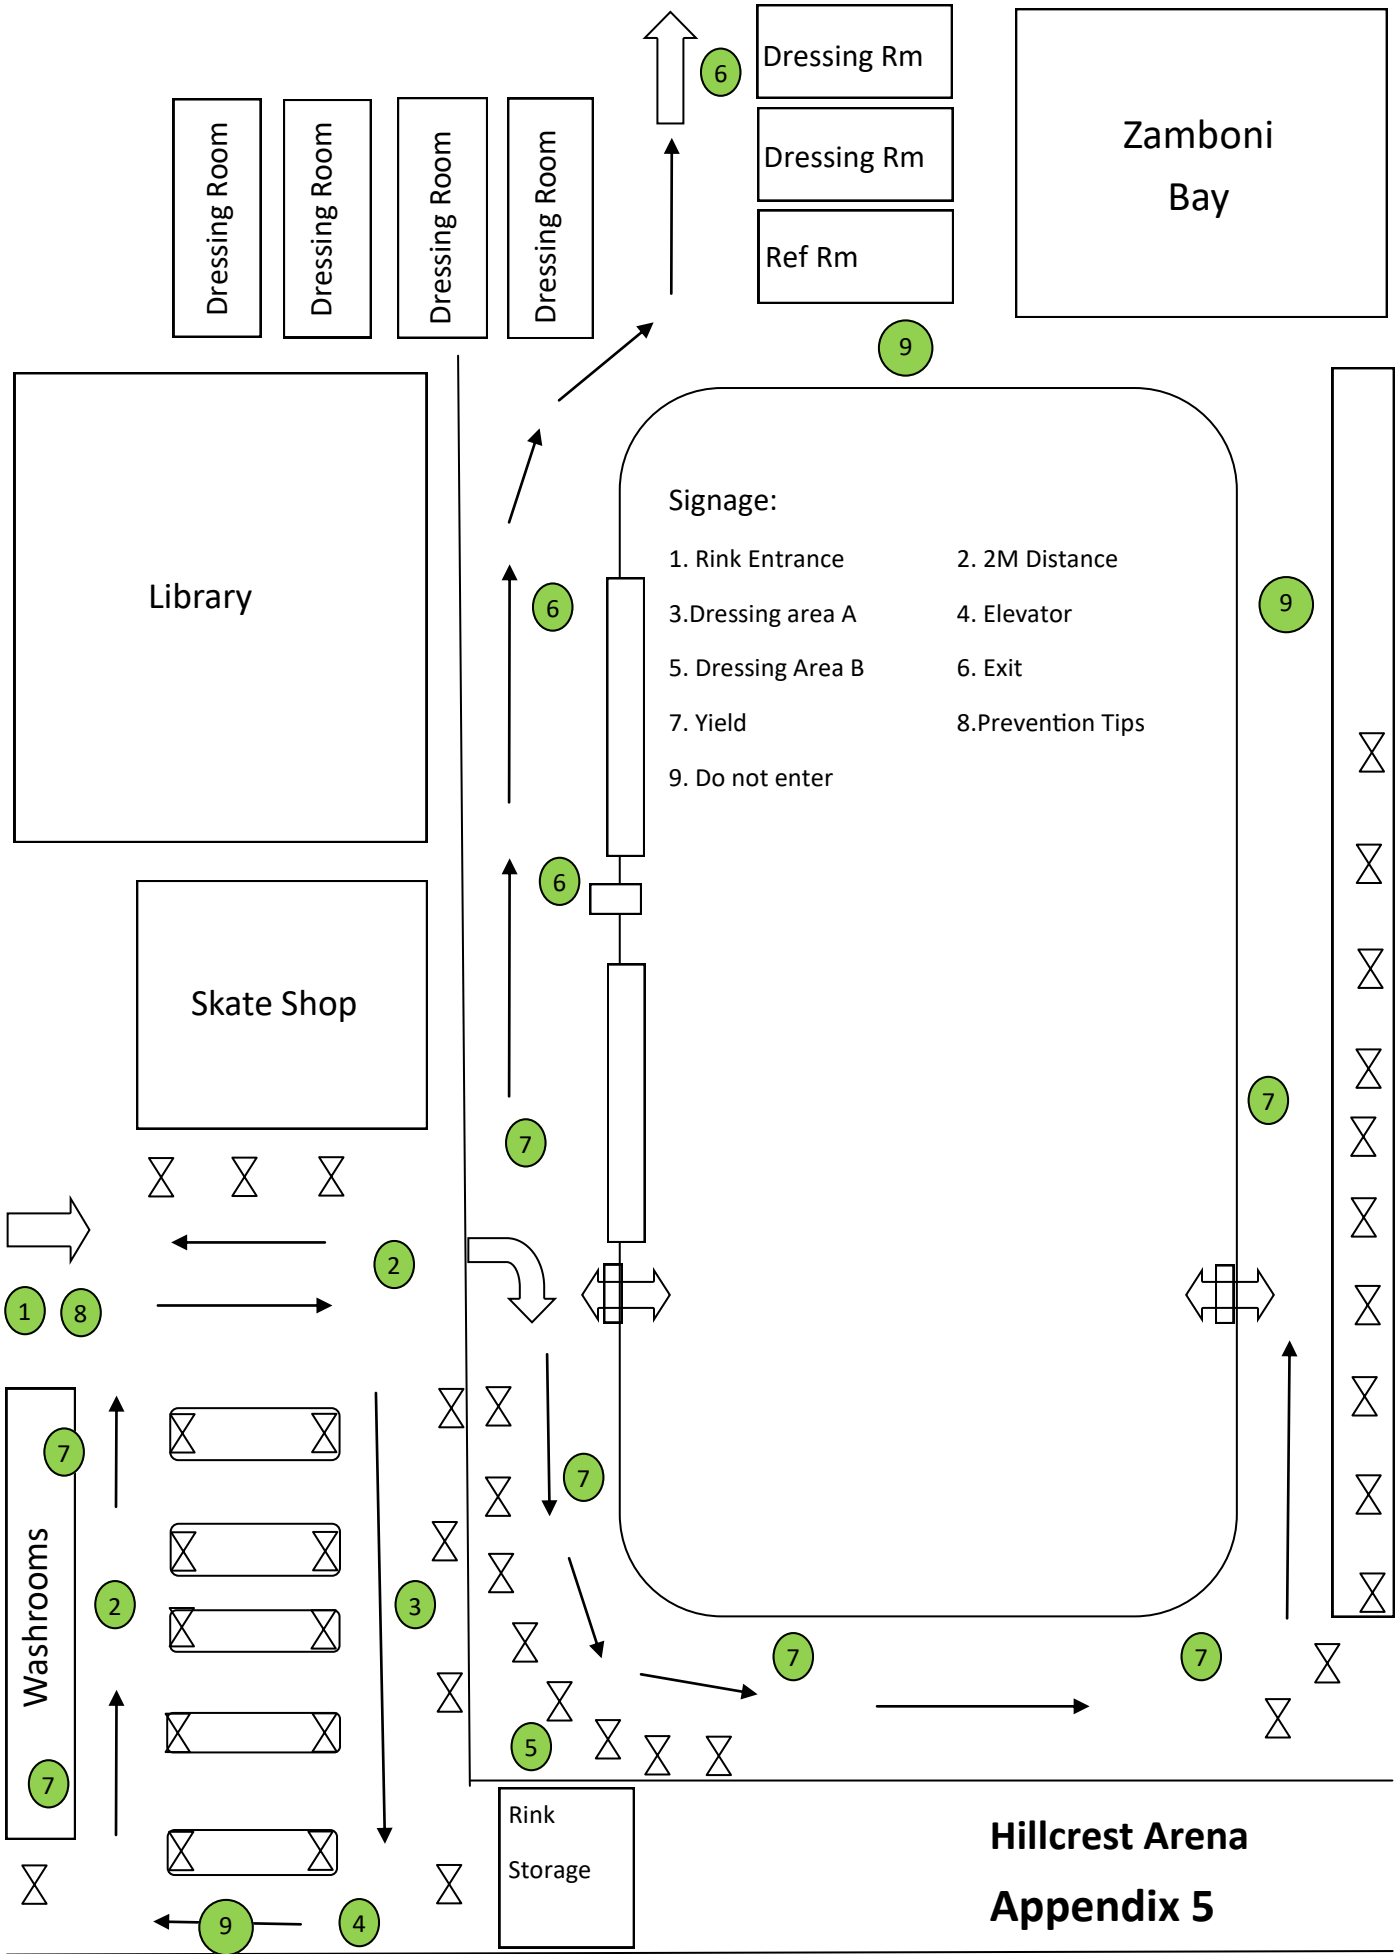 6
Dressing Rm
Dressing Rm
Ref Rm
Zamboni
Bay
Dressing Room
Dressing Room
Dressing Room
Dressing Room
9
Library
Signage:
1. Rink Entrance
2. 2M Distance
3.Dressing area A
4. Elevator
5. Dressing Area B
6. Exit
7. Yield
8.Prevention Tips
9. Do not enter
6
9
6
Skate Shop
7
7
2
1
8
7
7
Washrooms
2
3
7
7
7
5
Rink
Storage
9
4
Hillcrest Arena
Appendix 5